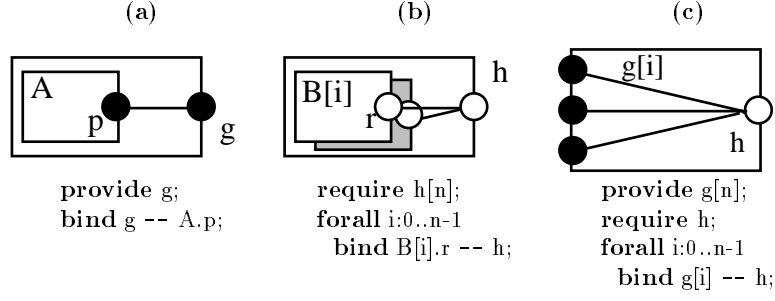 (a)
A
p
g
provide g;
bind g -- A.p;
(b)
h
B[i]
r
require h[n];
forall i:0..n-1
bind B[i].r -- h;
(c)
g[i]
h
provide g[n];
require h;
forall i:0..n-1
bind g[i] -- h;